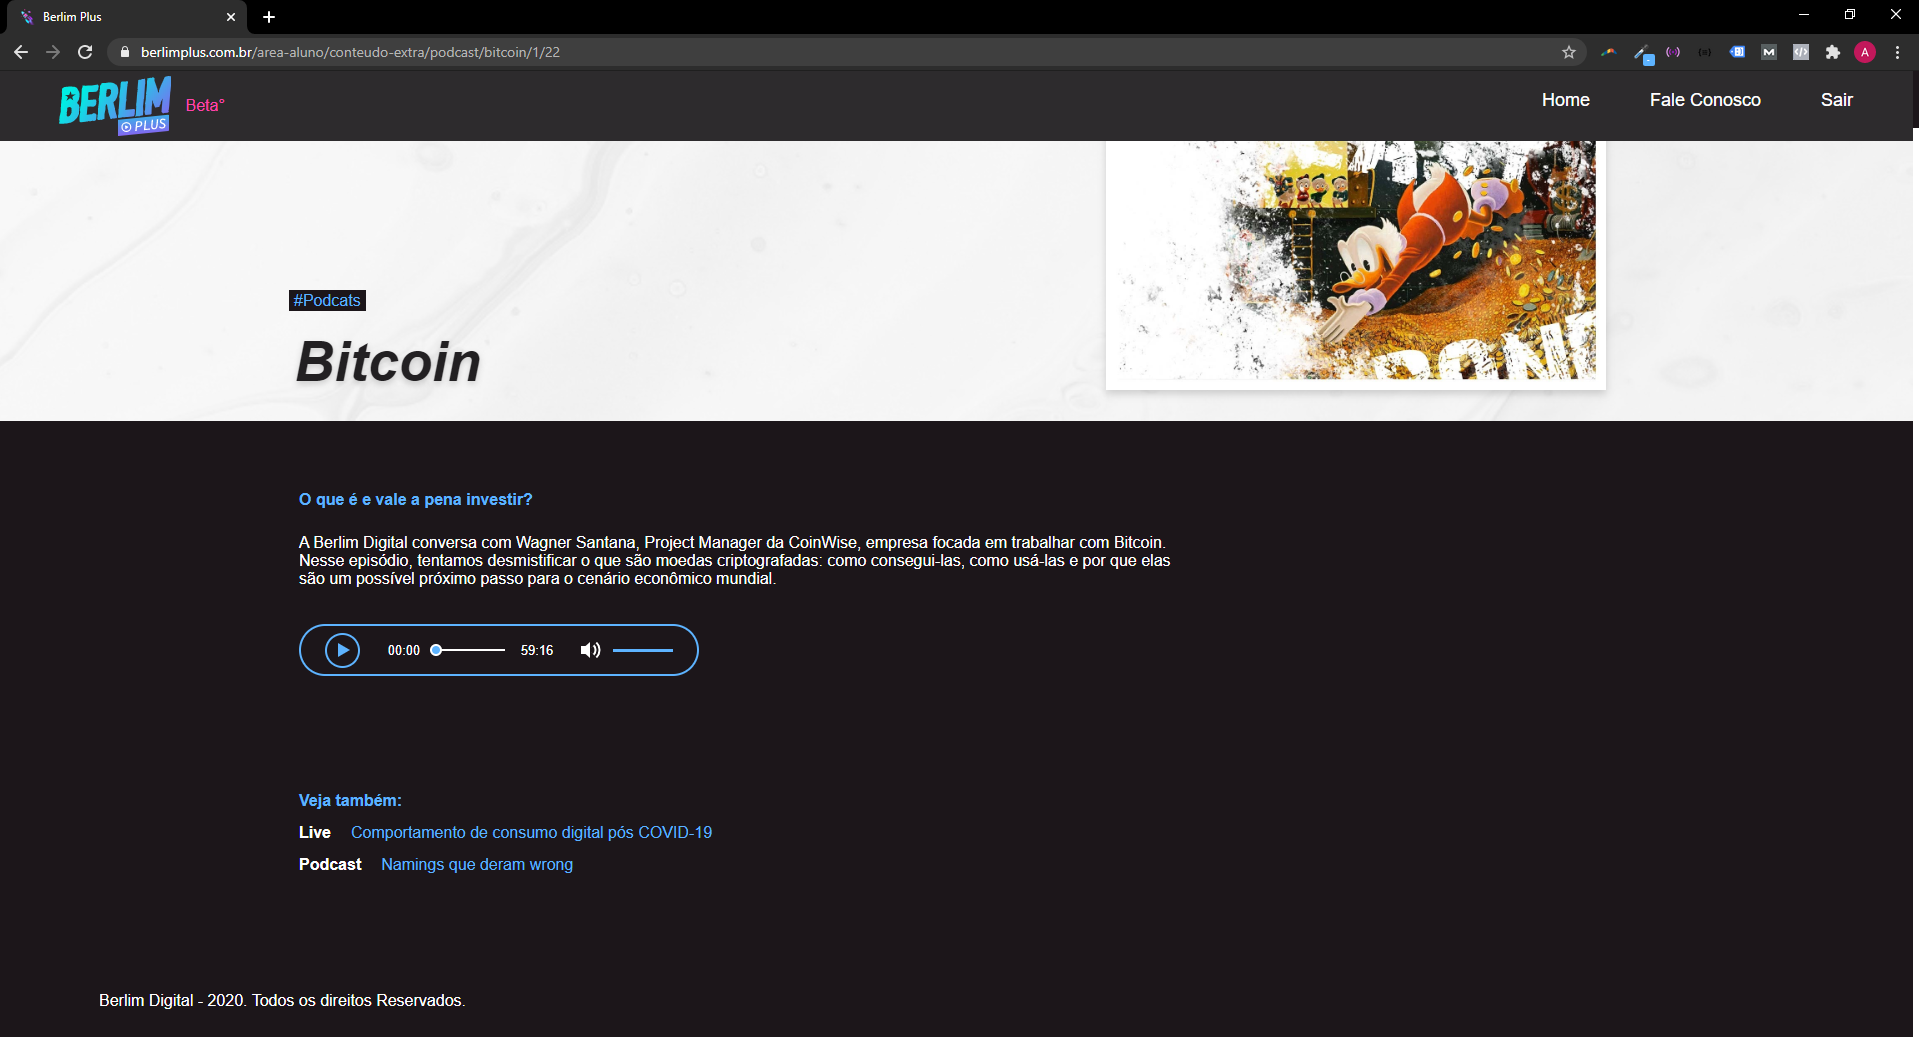 Berlim Plus
berlimplus.com.br/area-aluno/conteudo-extra/podcast/bitcoin/1/22
A
BERLIM
PLUS
Beta°
Home
Fale Conosco
Sair
#Podcats
Bitcoin
O que é e vale a pena investir?
A Berlim Digital conversa com Wagner Santana, Project Manager da CoinWise, empresa focada em trabalhar com Bitcoin.
Nesse episódio, tentamos desmistificar o que são moedas criptografadas: como consegui-las, como usá-las e por que elas
são um possível próximo passo para o cenário econômico mundial.
00:00
59:16
Veja também:
Live Comportamento de consumo digital pós COVID-19
Podcast Namings que deram wrong
Berlim Digital - 2020. Todos os direitos Reservados.